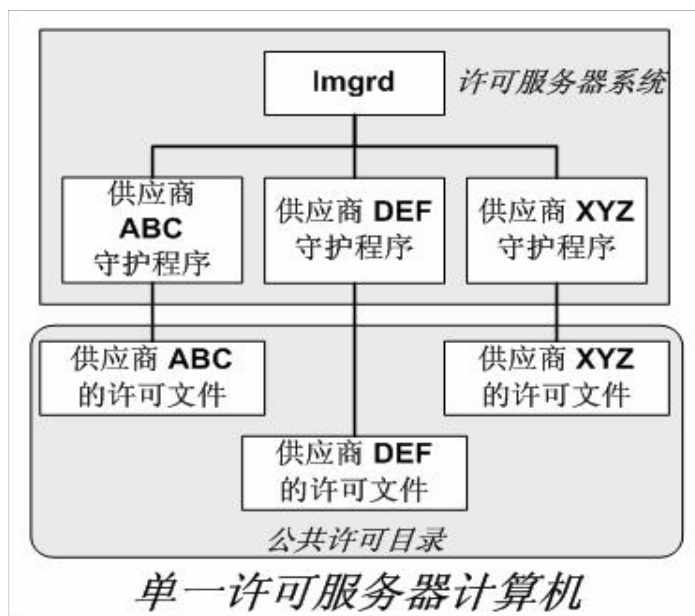 lmgrd
许可服务器系统
供应商
ABC
守护程序
供应商 DEF
守护程序
供应商 XYZ
守护程序
供应商 ABC
的许可文件
供应商 XYZ
的许可文件
供应商 DEF
的许可文件
公共许可目录
单一许可服务器计算机